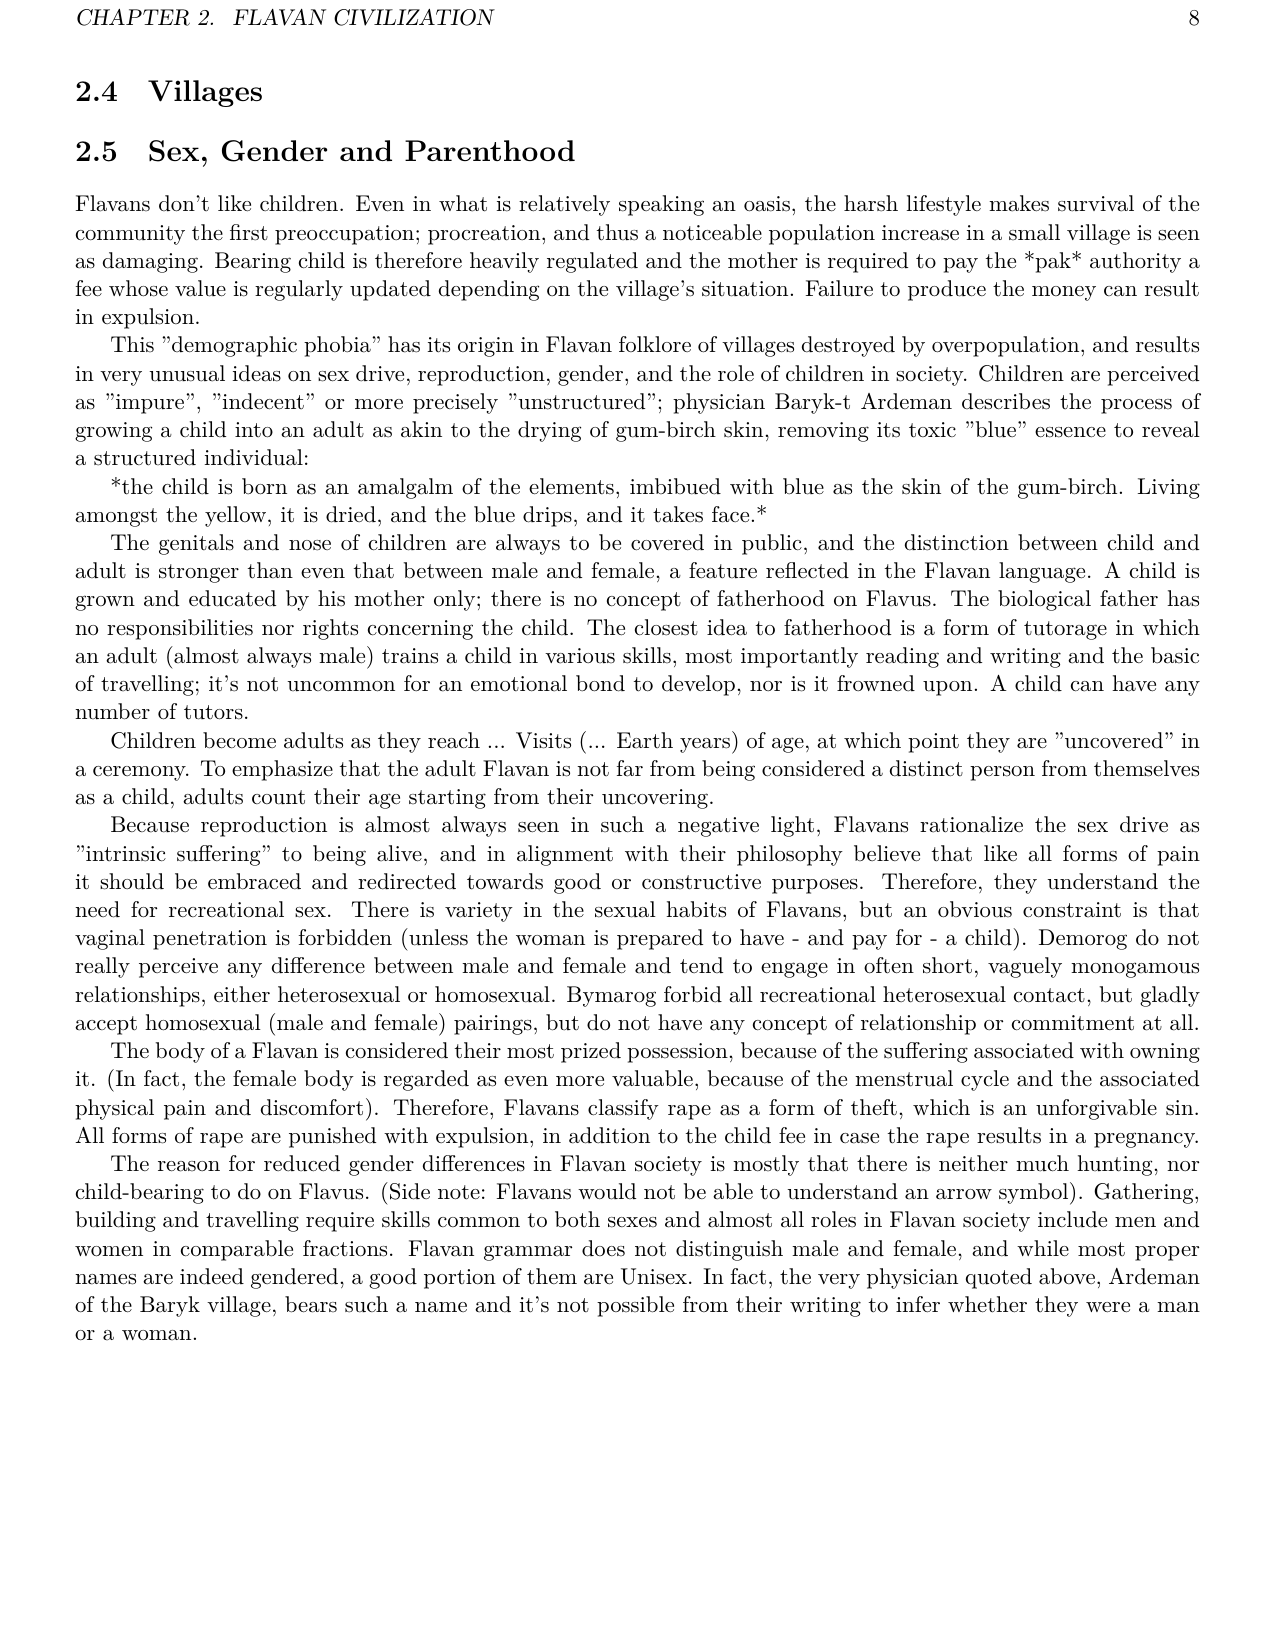 CHAPTER 2. FLAVAN CIVILIZATION 8
2.4 Villages
2.5 Sex, Gender and Parenthood
Flavans don't like children. Even in what is relatively speaking an oasis, the harsh lifestyle makes survival of the
community the first preoccupation; procreation, and thus a noticeable population increase in a small village is seen
as damaging. Bearing child is therefore heavily regulated and the mother is required to pay the *pak* authority a
fee whose value is regularly updated depending on the village's situation. Failure to produce the money can result
in expulsion.
This ”demographic phobia” has its origin in Flavan folklore of villages destroyed by overpopulation, and results
in very unusual ideas on sex drive, reproduction, gender, and the role of children in society. Children are perceived
as ”impure”, ”indecent” or more precisely ”unstructured”; physician Baryk-t Ardeman describes the process of
growing a child into an adult as akin to the drying of gum-birch skin, removing its toxic ”blue” essence to reveal
a structured individual:
*the child is born as an amalgalm of the elements, imbibued with blue as the skin of the gum-birch. Living
amongst the yellow, it is dried, and the blue drips, and it takes face.*
The genitals and nose of children are always to be covered in public, and the distinction between child and
adult is stronger than even that between male and female, a feature reflected in the Flavan language. A child is
grown and educated by his mother only; there is no concept of fatherhood on Flavus. The biological father has
no responsibilities nor rights concerning the child. The closest idea to fatherhood is a form of tutorage in which
an adult (almost always male) trains a child in various skills, most importantly reading and writing and the basic
of travelling; it's not uncommon for an emotional bond to develop, nor is it frowned upon. A child can have any
number of tutors.
Children become adults as they reach ... Visits (... Earth years) of age, at which point they are ”uncovered” in
a ceremony. To emphasize that the adult Flavan is not far from being considered a distinct person from themselves
as a child, adults count their age starting from their uncovering.
Because reproduction is almost always seen in such a negative light, Flavans rationalize the sex drive as
”intrinsic suffering” to being alive, and in alignment with their philosophy believe that like all forms of pain
it should be embraced and redirected towards good or constructive purposes. Therefore, they understand the
need for recreational sex. There is variety in the sexual habits of Flavans, but an obvious constraint is that
vaginal penetration is forbidden (unless the woman is prepared to have - and pay for - a child). Demorog do not
really perceive any difference between male and female and tend to engage in often short, vaguely monogamous
relationships, either heterosexual or homosexual. Bymarog forbid all recreational heterosexual contact, but gladly
accept homosexual (male and female) pairings, but do not have any concept of relationship or commitment at all.
The body of a Flavan is considered their most prized possession, because of the suffering associated with owning
it. (In fact, the female body is regarded as even more valuable, because of the menstrual cycle and the associated
physical pain and discomfort). Therefore, Flavans classify rape as a form of theft, which is an unforgivable sin.
All forms of rape are punished with expulsion, in addition to the child fee in case the rape results in a pregnancy.
The reason for reduced gender differences in Flavan society is mostly that there is neither much hunting, nor
child-bearing to do on Flavus. (Side note: Flavans would not be able to understand an arrow symbol). Gathering,
building and travelling require skills common to both sexes and almost all roles in Flavan society include men and
women in comparable fractions. Flavan grammar does not distinguish male and female, and while most proper
names are indeed gendered, a good portion of them are Unisex. In fact, the very physician quoted above, Ardeman
of the Baryk village, bears such a name and it's not possible from their writing to infer whether they were a man
or a woman.